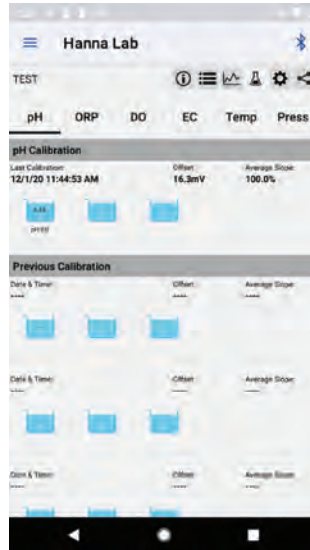 Hanna Lab
TEST
pH ORP DO EC Temp Press
pH Calibration
Last Calibration: Offset: Average Slope:
12/1/20 11:44:53 AM 16.3mV 100.0%
Previous Calibration
Date & Time: Offset: Average Slope:
---- ---- ----
Date & Time: Offset: Average Slope:
---- ---- ----
Date & Time: Offset: Average Slope:
---- ---- ----